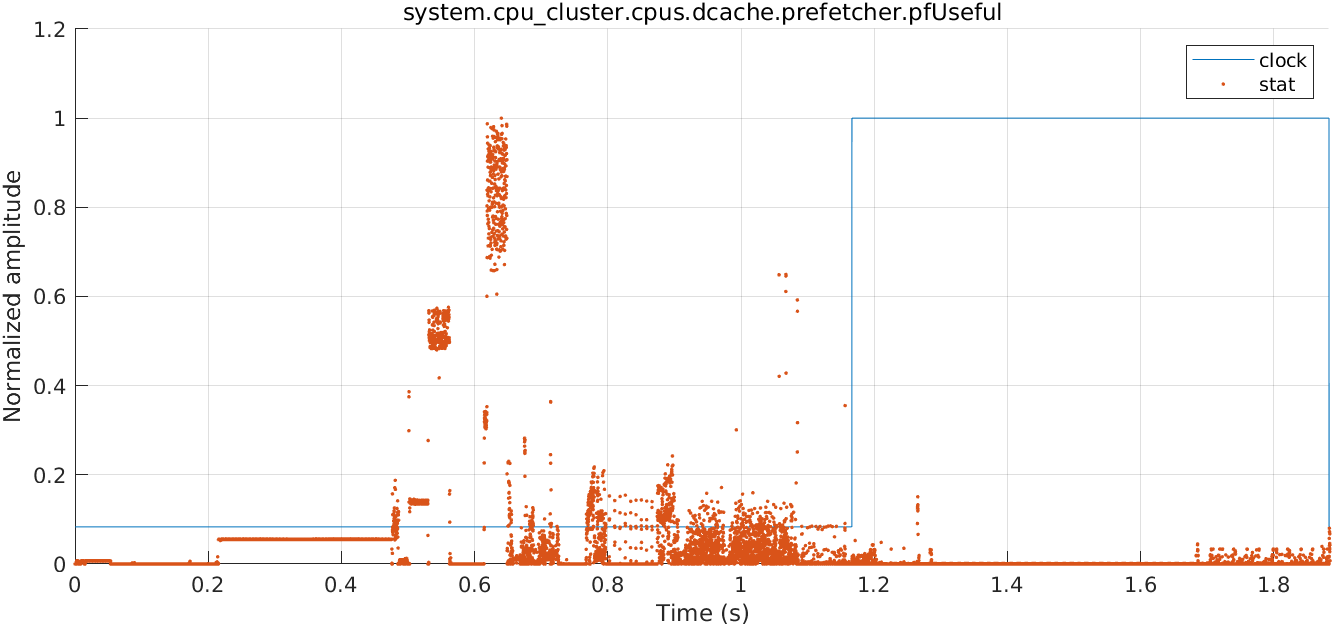 system.cpu_cluster.cpus.dcache.prefetcher.pfUseful
1.2
1
0.8
0.6
0.4
0.2
0
Normalized amplitude
clock
stat
0 0.2 0.4 0.6 0.8 1 1.2 1.4 1.6 1.8
Time (s)